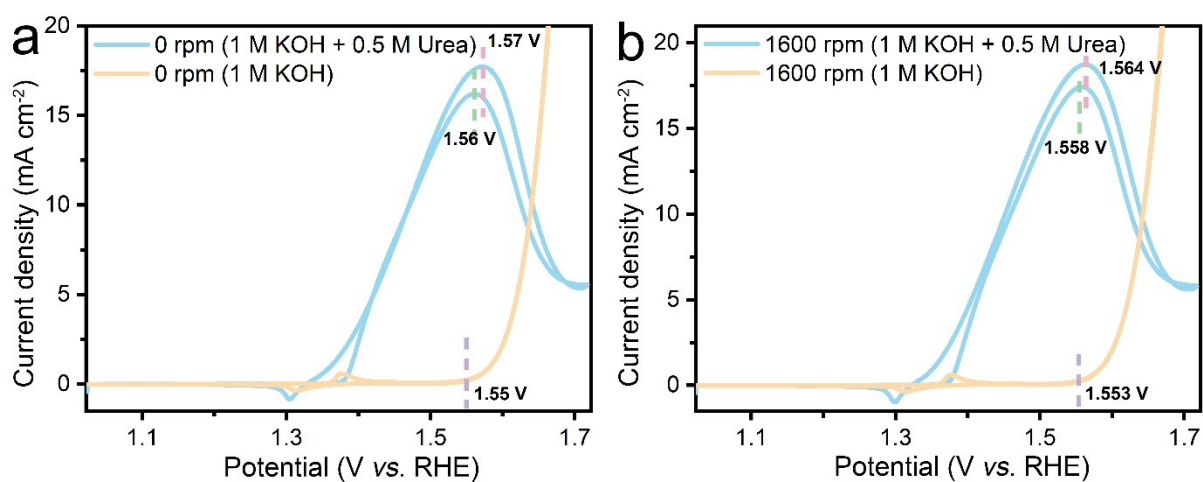 a
0 rpm (1 M KOH + 0.5 M Urea)
0 rpm (1 M KOH)
1.57 V
1.56 V
1.55 V
20
15
10
5
0
Current density (mA cm⁻²)
1.1 1.3 1.5 1.7
Potential (V vs. RHE)
b
1600 rpm (1 M KOH + 0.5 M Urea)
1600 rpm (1 M KOH)
1.564 V
1.558 V
1.553 V
20
15
10
5
0
Current density (mA cm⁻²)
1.1 1.3 1.5 1.7
Potential (V vs. RHE)